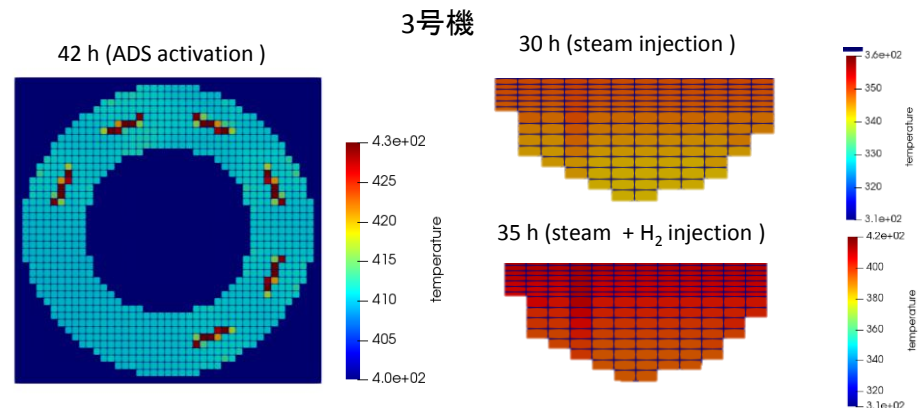 3号機
42 h (ADS activation )
30 h (steam injection )
35 h (steam + H2 injection )
4.3e+02
425
420
415
410
405
4.0e+02
temperature
3.6e+02
350
340
330
320
3.1e+02
temperature
4.2e+02
400
380
360
340
320
3.1e+02
temperature